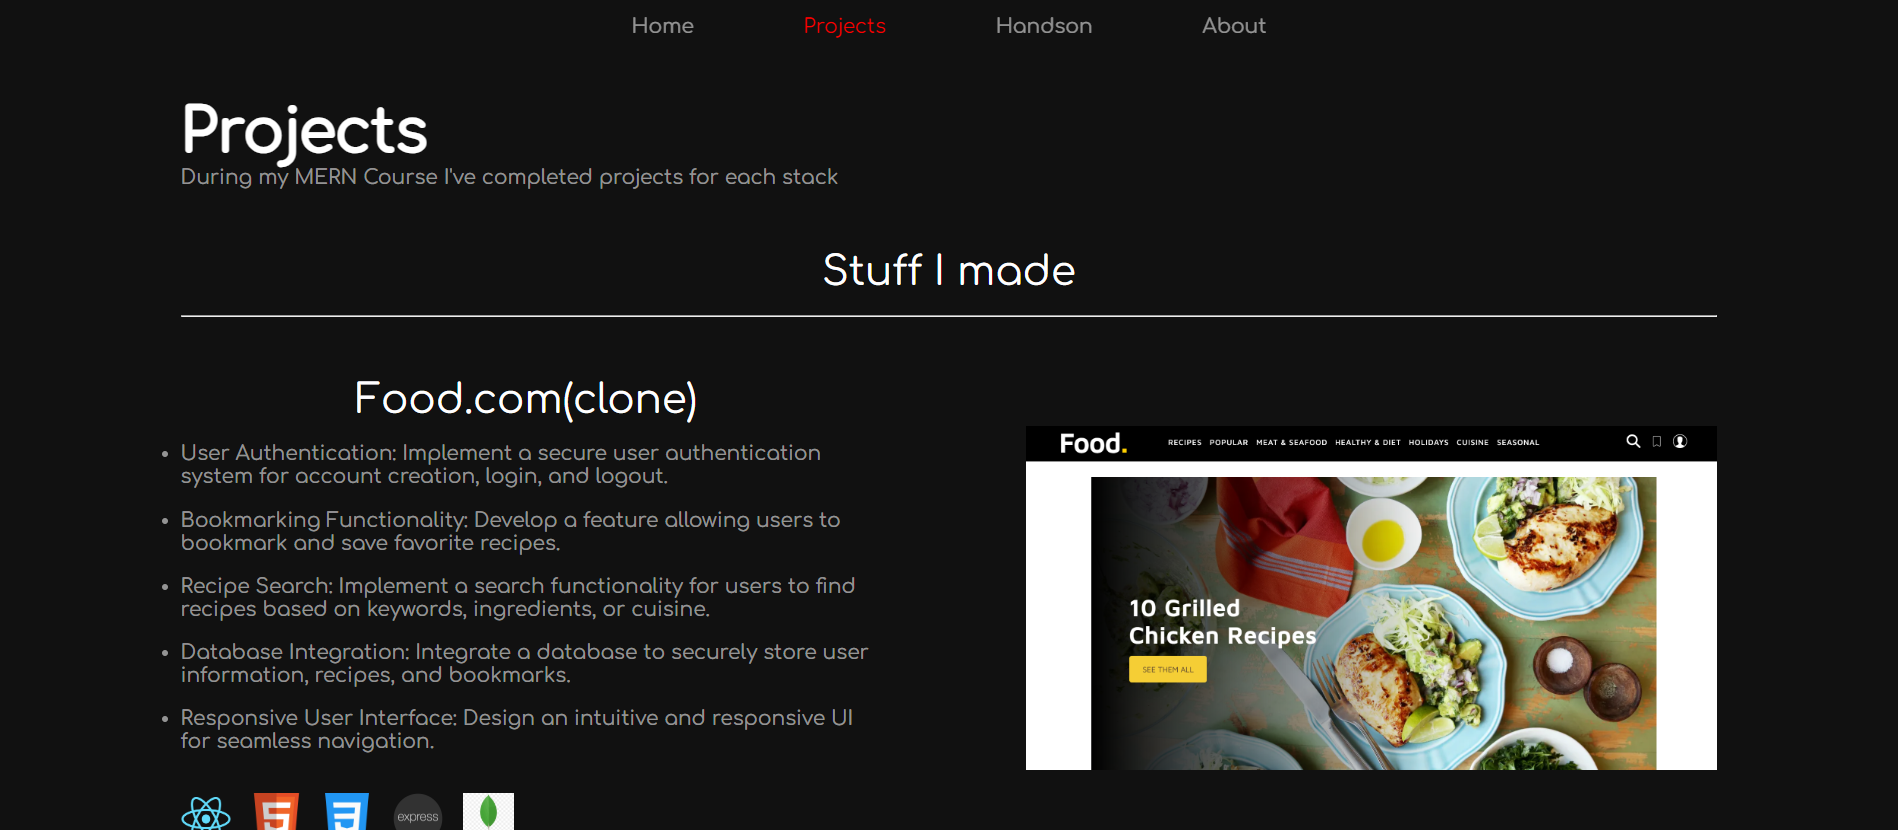 Home Projects Handson About
Projects
During my MERN Course I've completed projects for each stack
Stuff I made
Food.com(clone)
• User Authentication: Implement a secure user authentication
system for account creation, login, and logout.
• Bookmarking Functionality: Develop a feature allowing users to
bookmark and save favorite recipes.
• Recipe Search: Implement a search functionality for users to find
recipes based on keywords, ingredients, or cuisine.
• Database Integration: Integrate a database to securely store user
information, recipes, and bookmarks.
• Responsive User Interface: Design an intuitive and responsive UI
for seamless navigation.
express
Food.
RECIPES POPULAR MEAT & SEAFOOD HEALTHY & DIET HOLIDAYS CUISINE SEASONAL
10 Grilled
Chicken Recipes
SEE THEM ALL